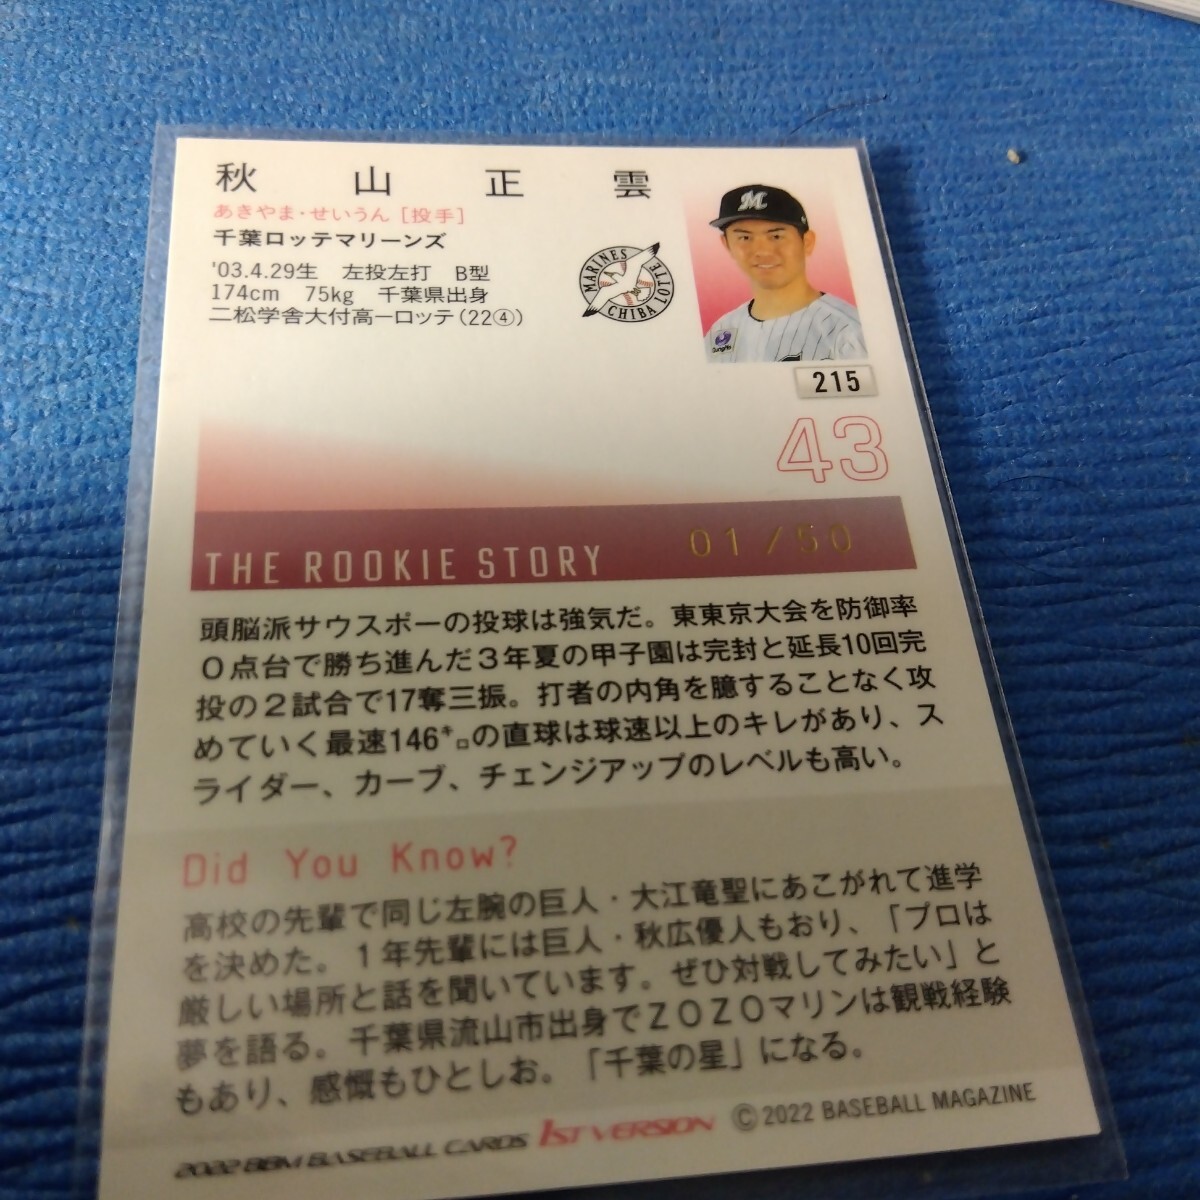 秋山正雲
あきやま・せいうん [投手]
千葉ロッテマリーンズ
'03.4.29生 左投左打 B型
174cm 75kg 千葉県出身
二松学舎大付高ーロッテ(22④)
MARINES
CHIBA LOTTE
M
215
43
THE ROOKIE STORY
01/50
頭脳派サウスポーの投球は強気だ。東東京大会を防御率
0点台で勝ち進んだ3年夏の甲子園は完封と延長10回完
投の2試合で17奪三振。打者の内角を臆することなく攻
めていく最速146㌔の直球は球速以上のキレがあり、ス
ライダー、カーブ、チェンジアップのレベルも高い。
Did You Know?
高校の先輩で同じ左腕の巨人・大江竜聖にあこがれて進学
を決めた。1年先輩には巨人・秋広優人もおり、「プロは
厳しい場所と話を聞いています。ぜひ対戦してみたい」と
夢を語る。千葉県流山市出身でZOZOマリンは観戦経験
もあり、感慨もひとしお。「千葉の星」になる。
2022 BBM BASEBALL CARDS 1ST VERSION © 2022 BASEBALL MAGAZINE